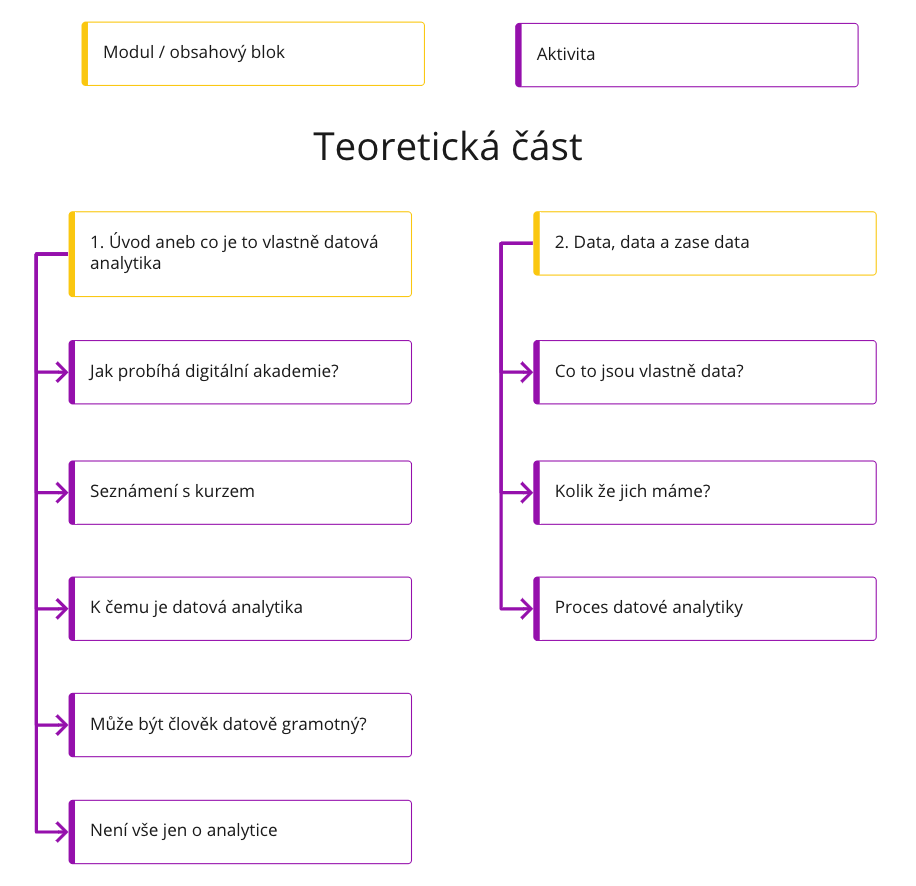 Modul / obsahový blok
Aktivita
Teoretická část
1. Úvod aneb co je to vlastně datová
analytika
Jak probíhá digitální akademie?
Seznámení s kurzem
K čemu je datová analytika
Může být člověk datově gramotný?
Není vše jen o analytice
2. Data, data a zase data
Co to jsou vlastně data?
Kolik že jich máme?
Proces datové analytiky